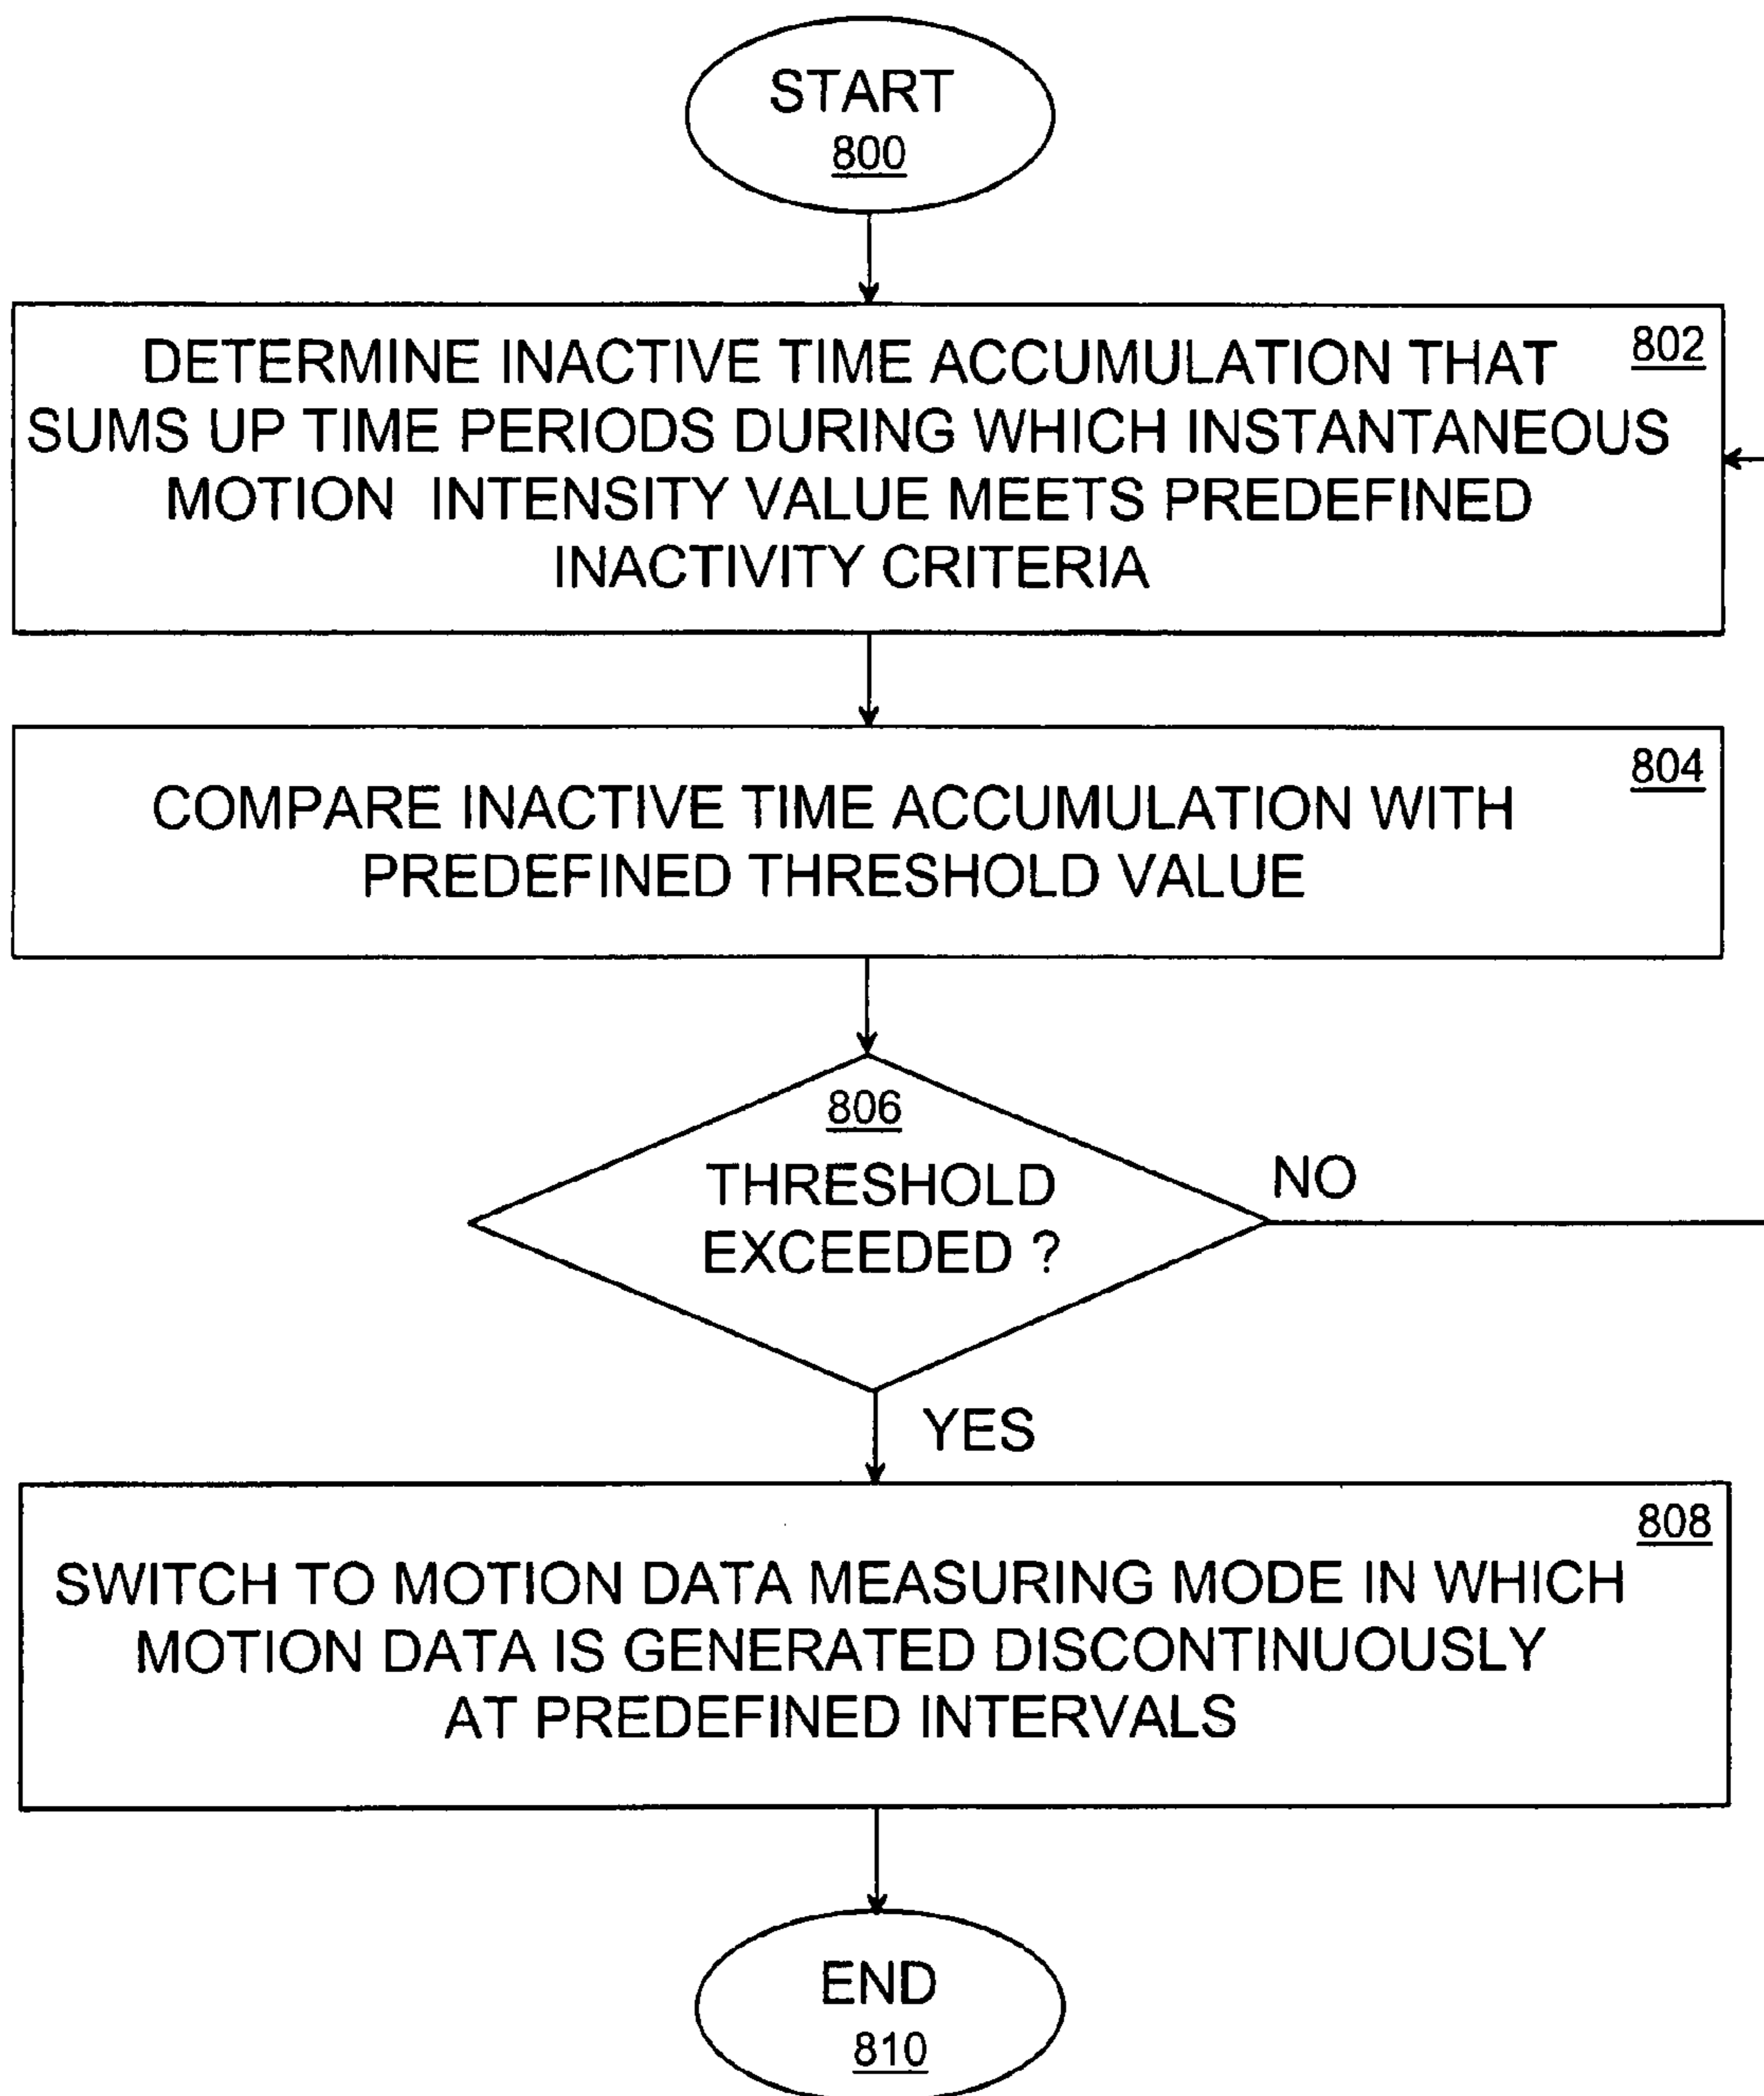 START
800
802
DETERMINE INACTIVE TIME ACCUMULATION THAT
SUMS UP TIME PERIODS DURING WHICH INSTANTANEOUS
MOTION INTENSITY VALUE MEETS PREDEFINED
INACTIVITY CRITERIA
804
COMPARE INACTIVE TIME ACCUMULATION WITH
PREDEFINED THRESHOLD VALUE
806
THRESHOLD
EXCEEDED ?
NO
YES
808
SWITCH TO MOTION DATA MEASURING MODE IN WHICH
MOTION DATA IS GENERATED DISCONTINUOUSLY
AT PREDEFINED INTERVALS
END
810